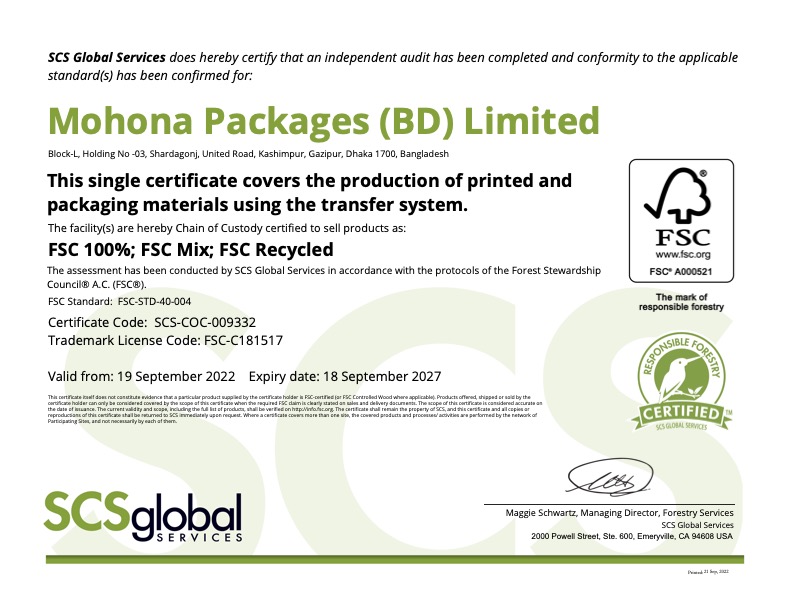 SCS Global Services does hereby certify that an independent audit has been completed and conformity to the applicable
standard(s) has been confirmed for:
Mohona Packages (BD) Limited
Block-L, Holding No -03, Shardagonj, United Road, Kashimpur, Gazipur, Dhaka 1700, Bangladesh
This single certificate covers the production of printed and
packaging materials using the transfer system.
The facility(s) are hereby Chain of Custody certified to sell products as:
FSC 100%; FSC Mix; FSC Recycled
The assessment has been conducted by SCS Global Services in accordance with the protocols of the Forest Stewardship
Council® A.C. (FSC®).
FSC Standard: FSC-STD-40-004
Certificate Code: SCS-COC-009332
Trademark License Code: FSC-C181517
Valid from: 19 September 2022 Expiry date: 18 September 2027
This certificate itself does not constitute evidence that a particular product supplied by the certificate holder is FSC-certified (or FSC Controlled Wood where applicable). Products offered, shipped or sold by the
certificate holder can only be considered covered by the scope of this certificate when the required FSC claim is clearly stated on sales and delivery documents. The scope of this certificate is considered accurate on
the date of issuance. The current validity and scope, including the full list of products, shall be verified on http://info.fsc.org. The certificate shall remain the property of SCS, and this certificate and all copies or
reproductions of this certificate shall be returned to SCS immediately upon request. Where a certificate covers more than one site, the covered products and processes/ activities are performed by the network of
Participating Sites, and not necessarily by each of them.
®
FSC
www.fsc.org
FSC® A000521
The mark of
responsible forestry
RESPONSIBLE FORESTRY
CERTIFIED
TM
SCS GLOBAL SERVICES
SCS
SCSglobal
SERVICES
Maggie Schwartz, Managing Director, Forestry Services
SCS Global Services
2000 Powell Street, Ste. 600, Emeryville, CA 94608 USA
Printed: 21 Sep, 2022